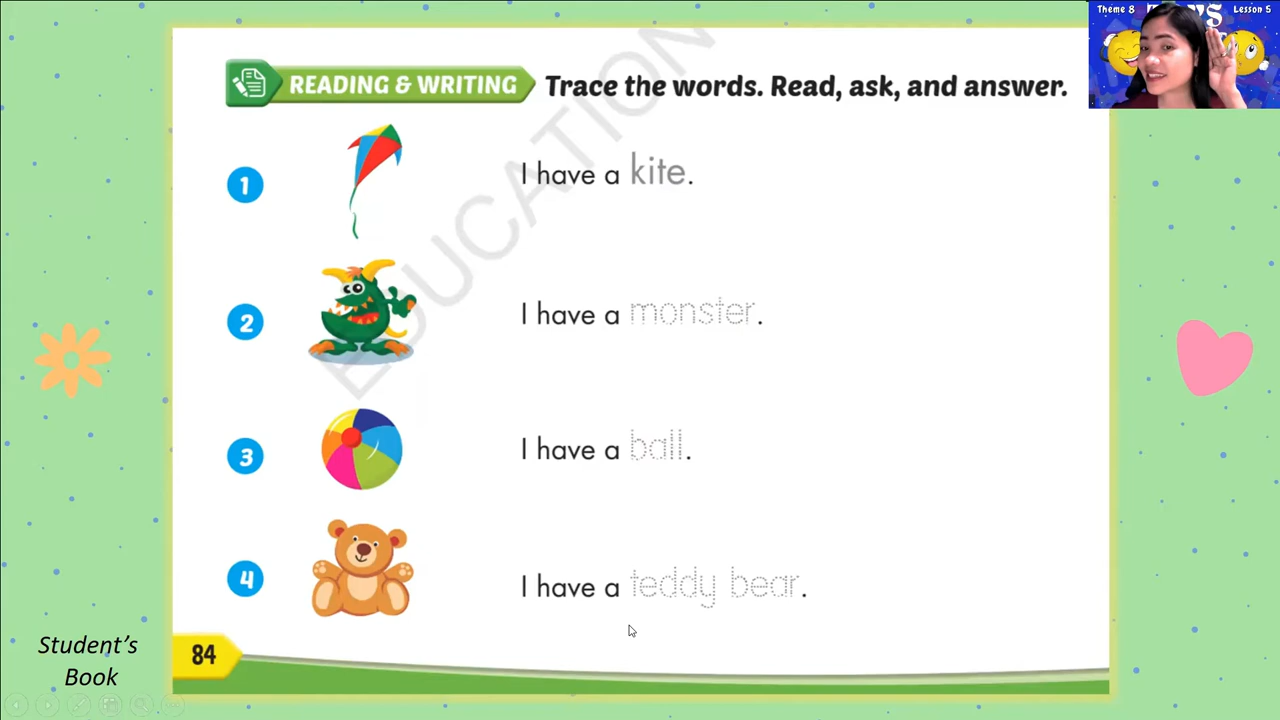 Theme 8
Lesson 5
READING & WRITING
Trace the words. Read, ask, and answer.
EDUCATION
1
I have a kite.
2
I have a monster.
3
I have a ball.
4
I have a teddy bear.
Student's
Book
84